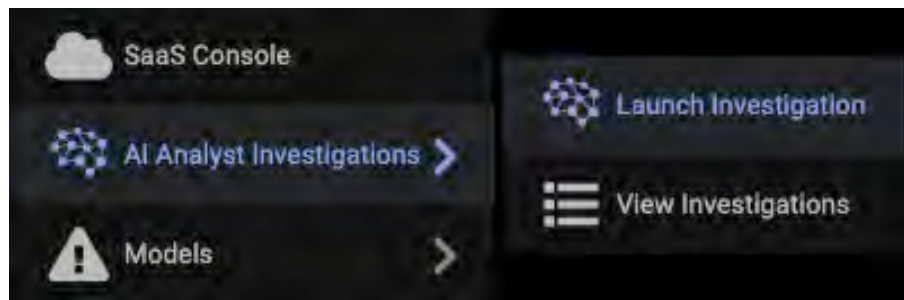 SaaS Console
AI Analyst Investigations
Models
Launch Investigation
View Investigations